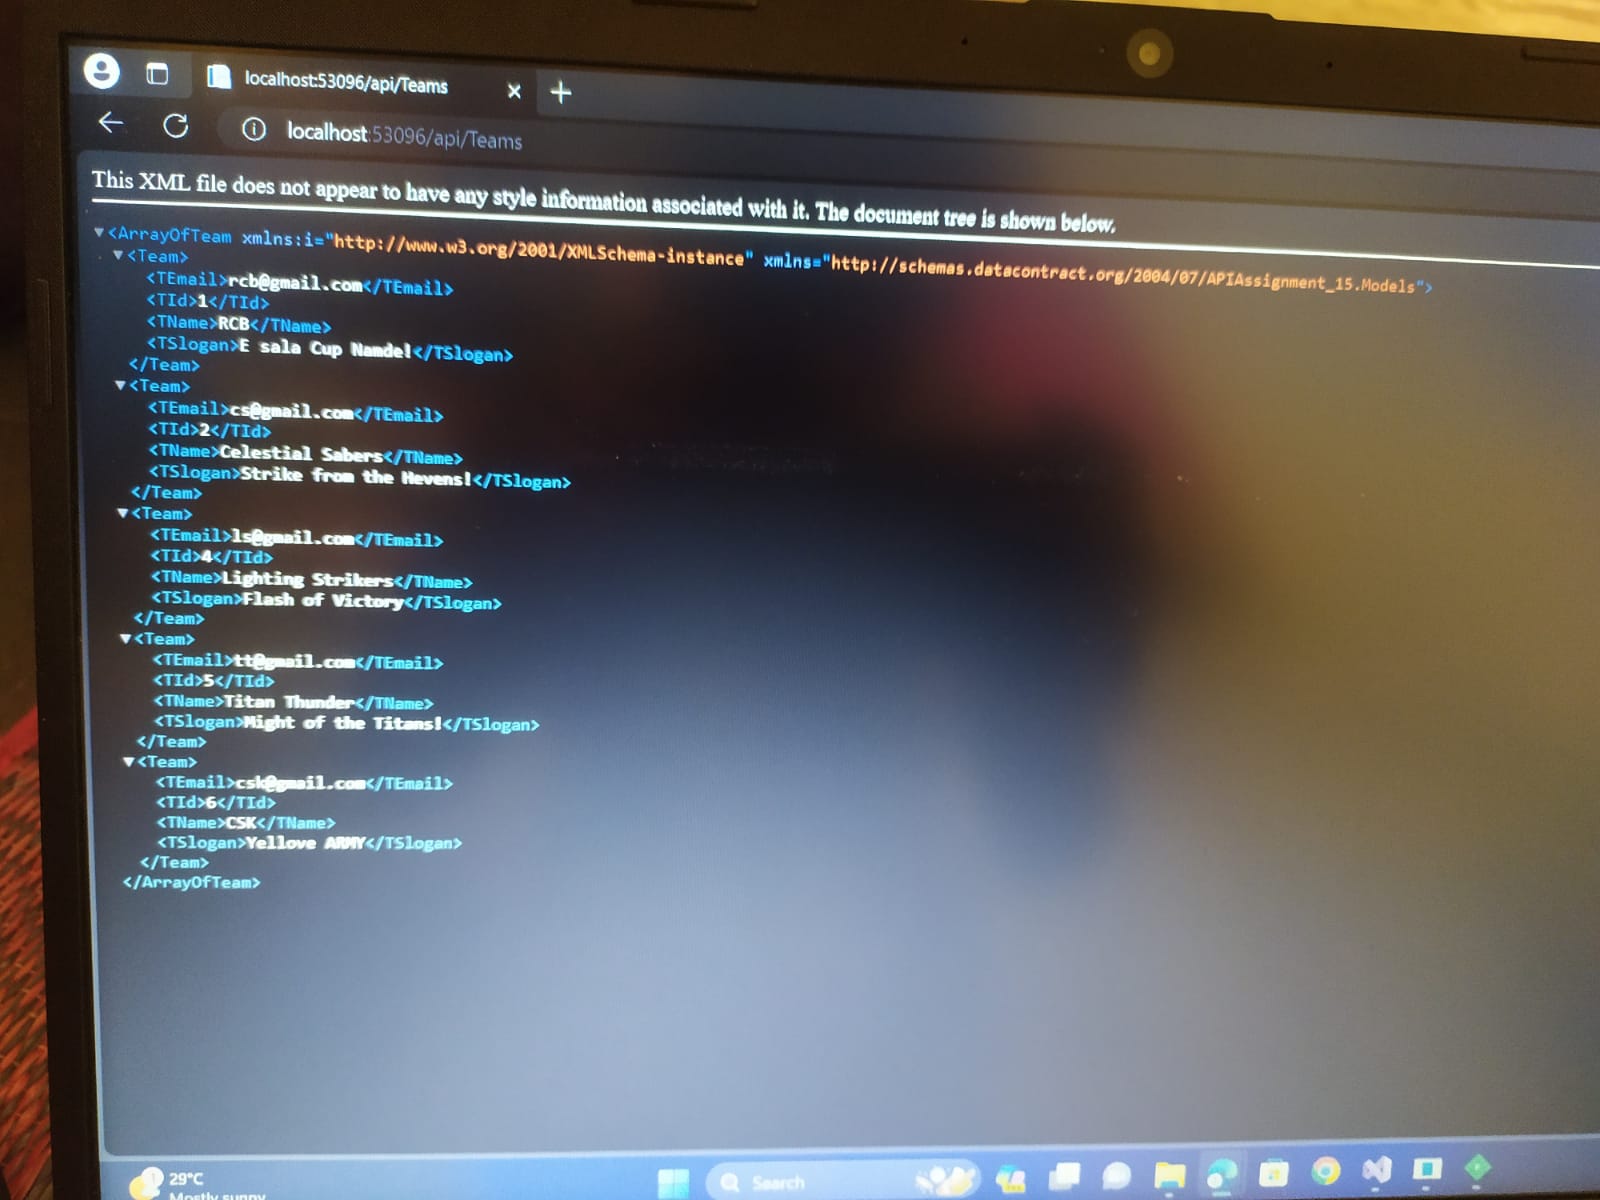 localhost:53096/api/Teams
localhost:53096/api/Teams
This XML file does not appear to have any style information associated with it. The document tree is shown below.
▼<ArrayOfTeam xmlns:i="http://www.w3.org/2001/XMLSchema-instance" xmlns="http://schemas.datacontract.org/2004/07/APIAssignment_15.Models">
▼<Team>
<TEmail>rcb@gmail.com</TEmail>
<TId>1</TId>
<TName>RCB</TName>
<TSlogan>E sala Cup Namde!</TSlogan>
</Team>
▼<Team>
<TEmail>cs@gmail.com</TEmail>
<TId>2</TId>
<TName>Celestial Sabers</TName>
<TSlogan>Strike from the Hevens!</TSlogan>
</Team>
▼<Team>
<TEmail>ls@gmail.com</TEmail>
<TId>4</TId>
<TName>Lighting Strikers</TName>
<TSlogan>Flash of Victory</TSlogan>
</Team>
▼<Team>
<TEmail>tt@gmail.com</TEmail>
<TId>5</TId>
<TName>Titan Thunder</TName>
<TSlogan>Might of the Titans!</TSlogan>
</Team>
▼<Team>
<TEmail>csk@gmail.com</TEmail>
<TId>6</TId>
<TName>CSK</TName>
<TSlogan>Yellove ARMY</TSlogan>
</Team>
</ArrayOfTeam>
29°C
Mostly sunny
Search